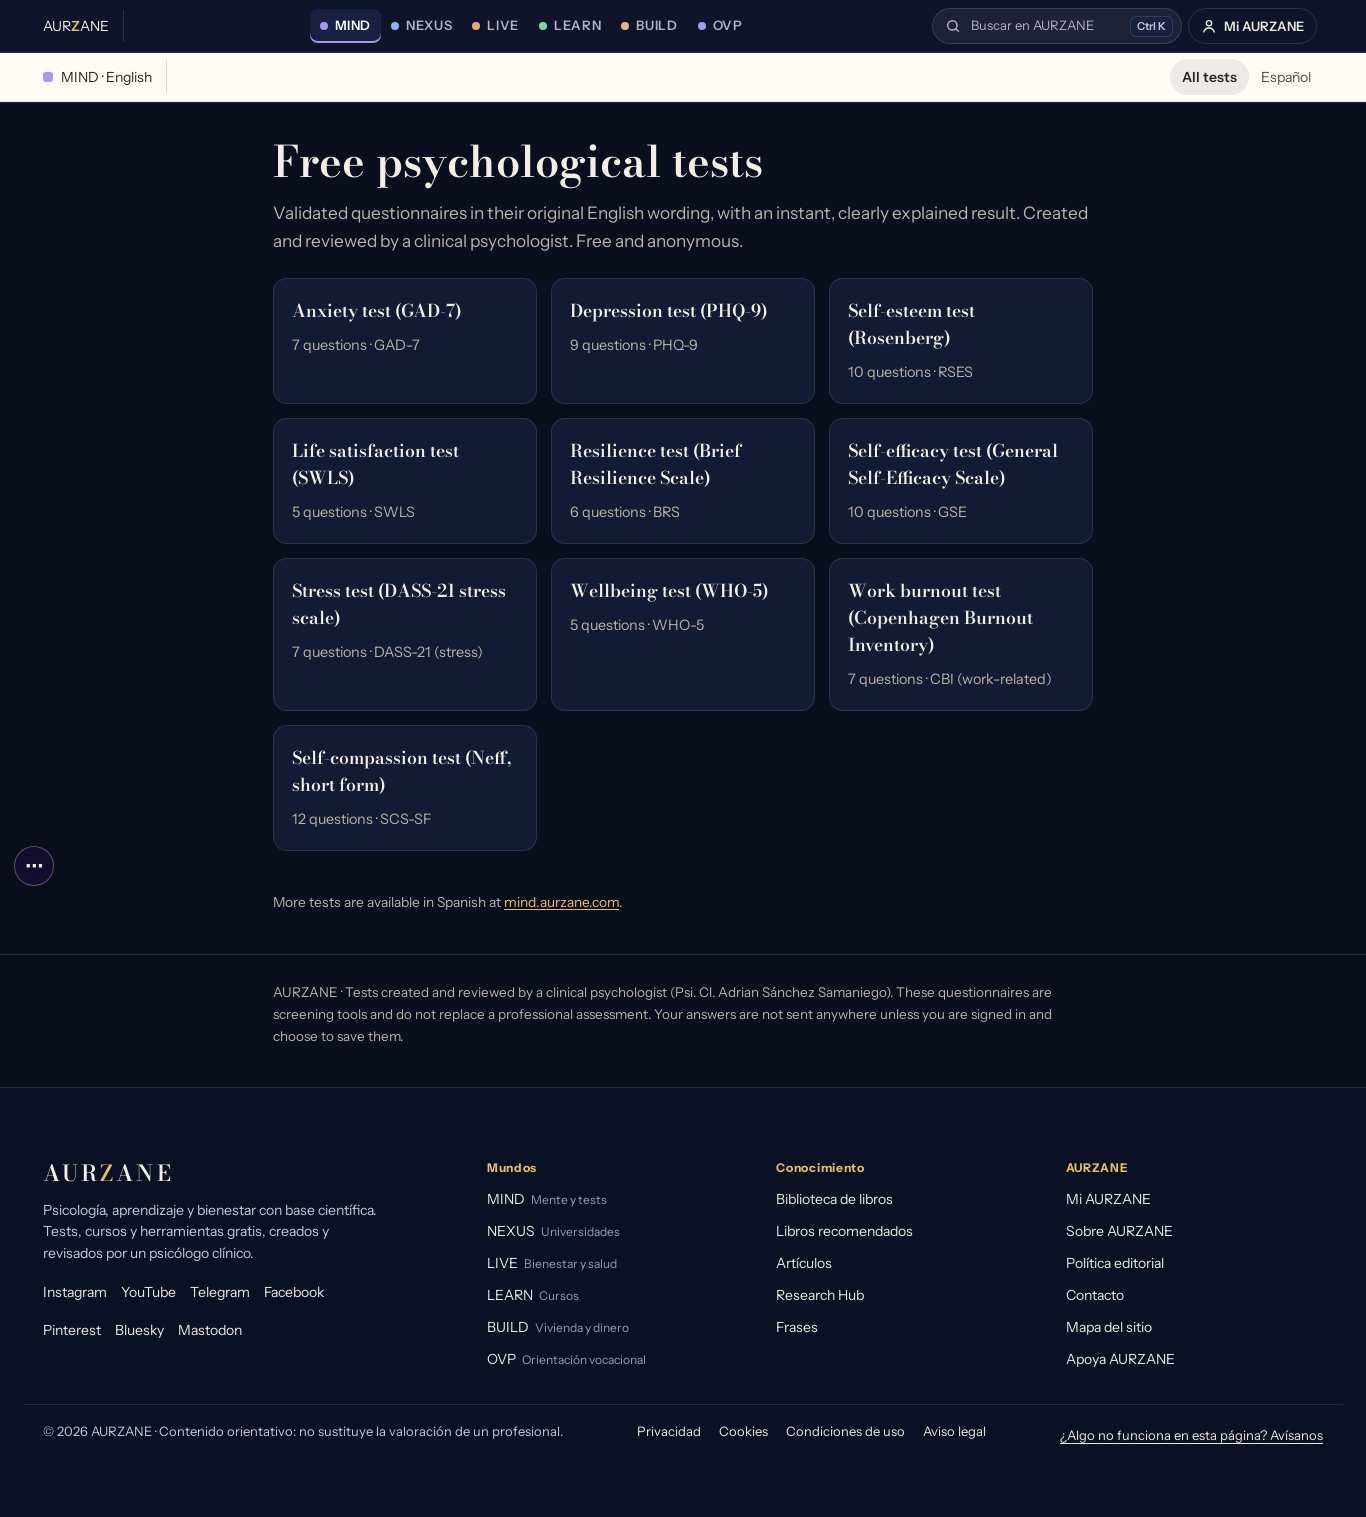 AURZANE
MIND
NEXUS
LIVE
LEARN
BUILD
OVP
Buscar en AURZANE
Ctrl K
Mi AURZANE
MIND · English
All tests
Español
Free psychological tests
Validated questionnaires in their original English wording, with an instant, clearly explained result. Created
and reviewed by a clinical psychologist. Free and anonymous.
Anxiety test (GAD-7)
7 questions · GAD-7
Depression test (PHQ-9)
9 questions · PHQ-9
Self-esteem test
(Rosenberg)
10 questions · RSES
Life satisfaction test
(SWLS)
5 questions · SWLS
Resilience test (Brief
Resilience Scale)
6 questions · BRS
Self-efficacy test (General
Self-Efficacy Scale)
10 questions · GSE
Stress test (DASS-21 stress
scale)
7 questions · DASS-21 (stress)
Wellbeing test (WHO-5)
5 questions · WHO-5
Work burnout test
(Copenhagen Burnout
Inventory)
7 questions · CBI (work-related)
Self-compassion test (Neff,
short form)
12 questions · SCS-SF
More tests are available in Spanish at mind.aurzane.com.
AURZANE · Tests created and reviewed by a clinical psychologist (Psi. Cl. Adrian Sánchez Samaniego). These questionnaires are
screening tools and do not replace a professional assessment. Your answers are not sent anywhere unless you are signed in and
choose to save them.
AURZANE
Psicología, aprendizaje y bienestar con base científica.
Tests, cursos y herramientas gratis, creados y
revisados por un psicólogo clínico.
Instagram YouTube Telegram Facebook
Pinterest Bluesky Mastodon
Mundos
MIND Mente y tests
NEXUS Universidades
LIVE Bienestar y salud
LEARN Cursos
BUILD Vivienda y dinero
OVP Orientación vocacional
Conocimiento
Biblioteca de libros
Libros recomendados
Artículos
Research Hub
Frases
AURZANE
Mi AURZANE
Sobre AURZANE
Política editorial
Contacto
Mapa del sitio
Apoya AURZANE
© 2026 AURZANE · Contenido orientativo: no sustituye la valoración de un profesional.
Privacidad Cookies Condiciones de uso Aviso legal
¿Algo no funciona en esta página? Avísanos